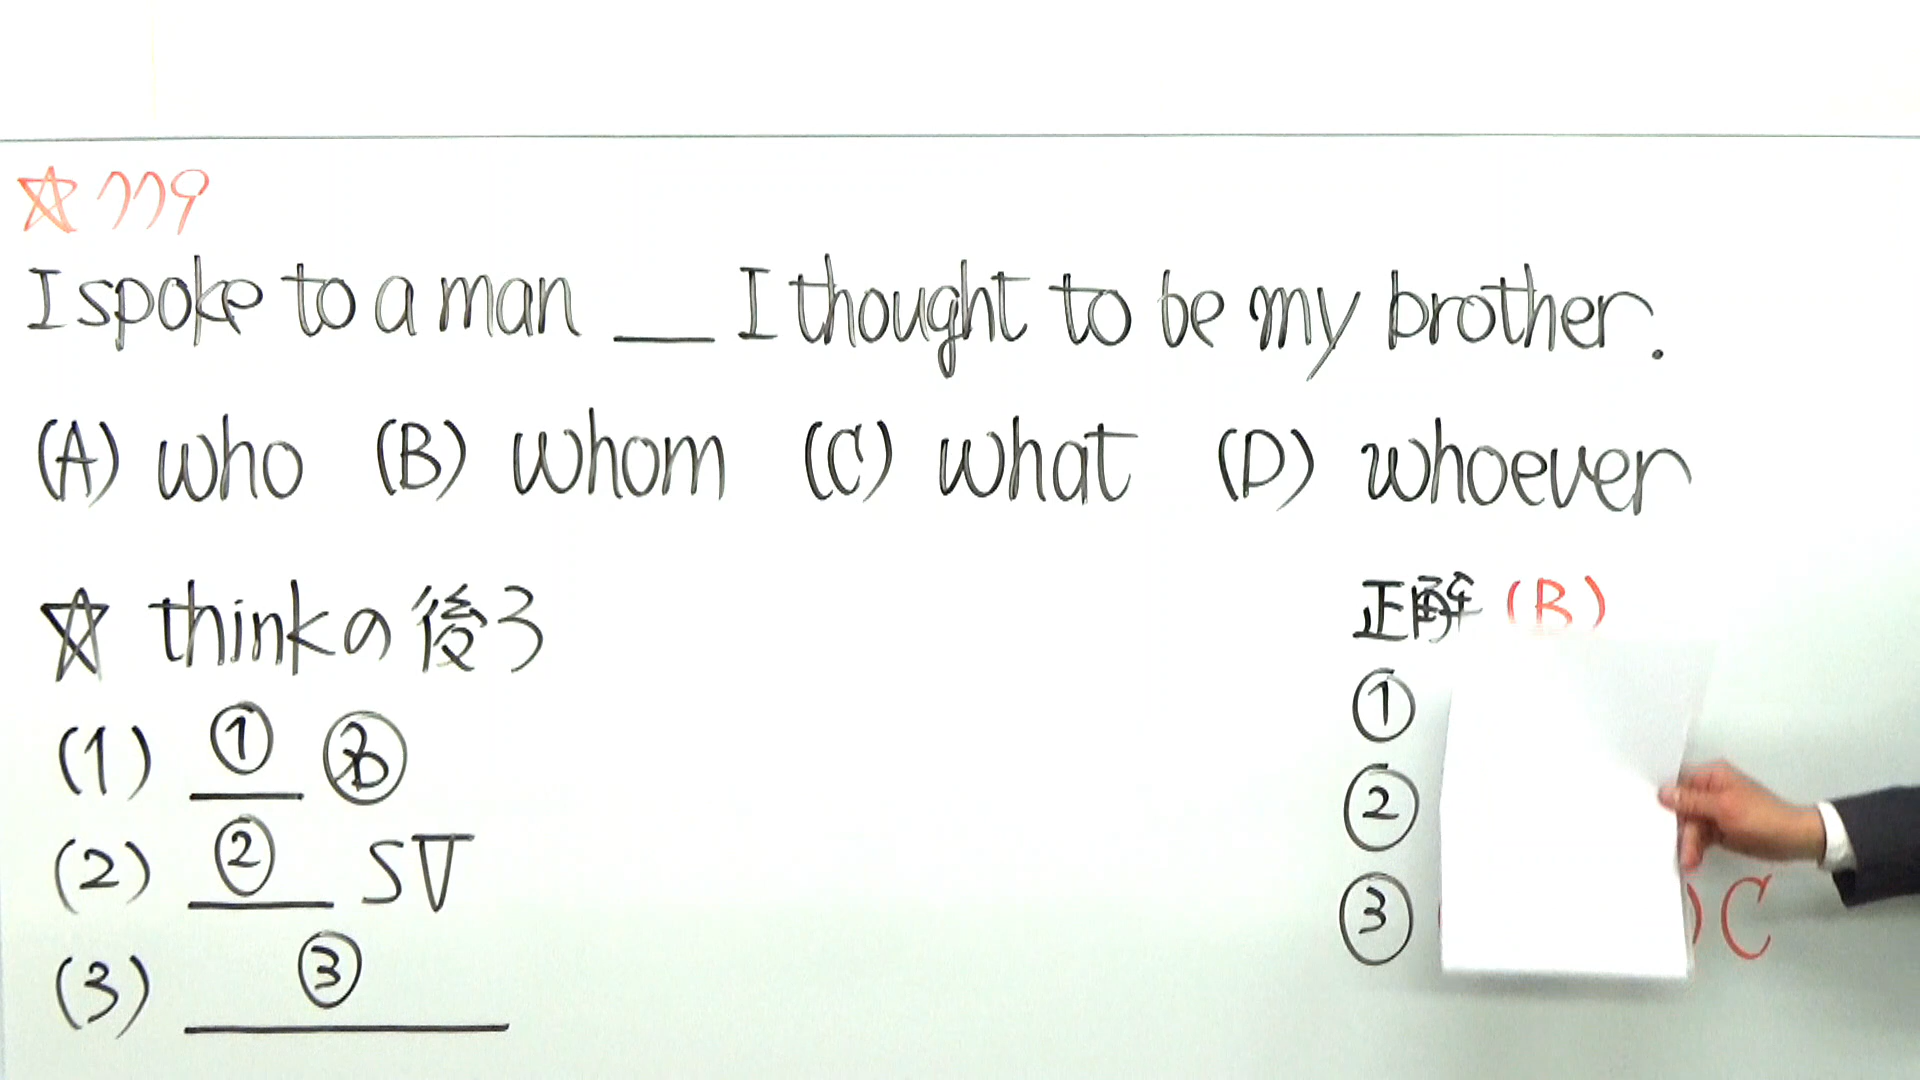 ☆779
I spoke to a man __ I thought to be my brother.
(A) who (B) whom (C) what (D) whoever
☆ thinkの後ろ
(1) ①
(2) ② SV
(3) ③
正解 (B)
①
②
③ ) C